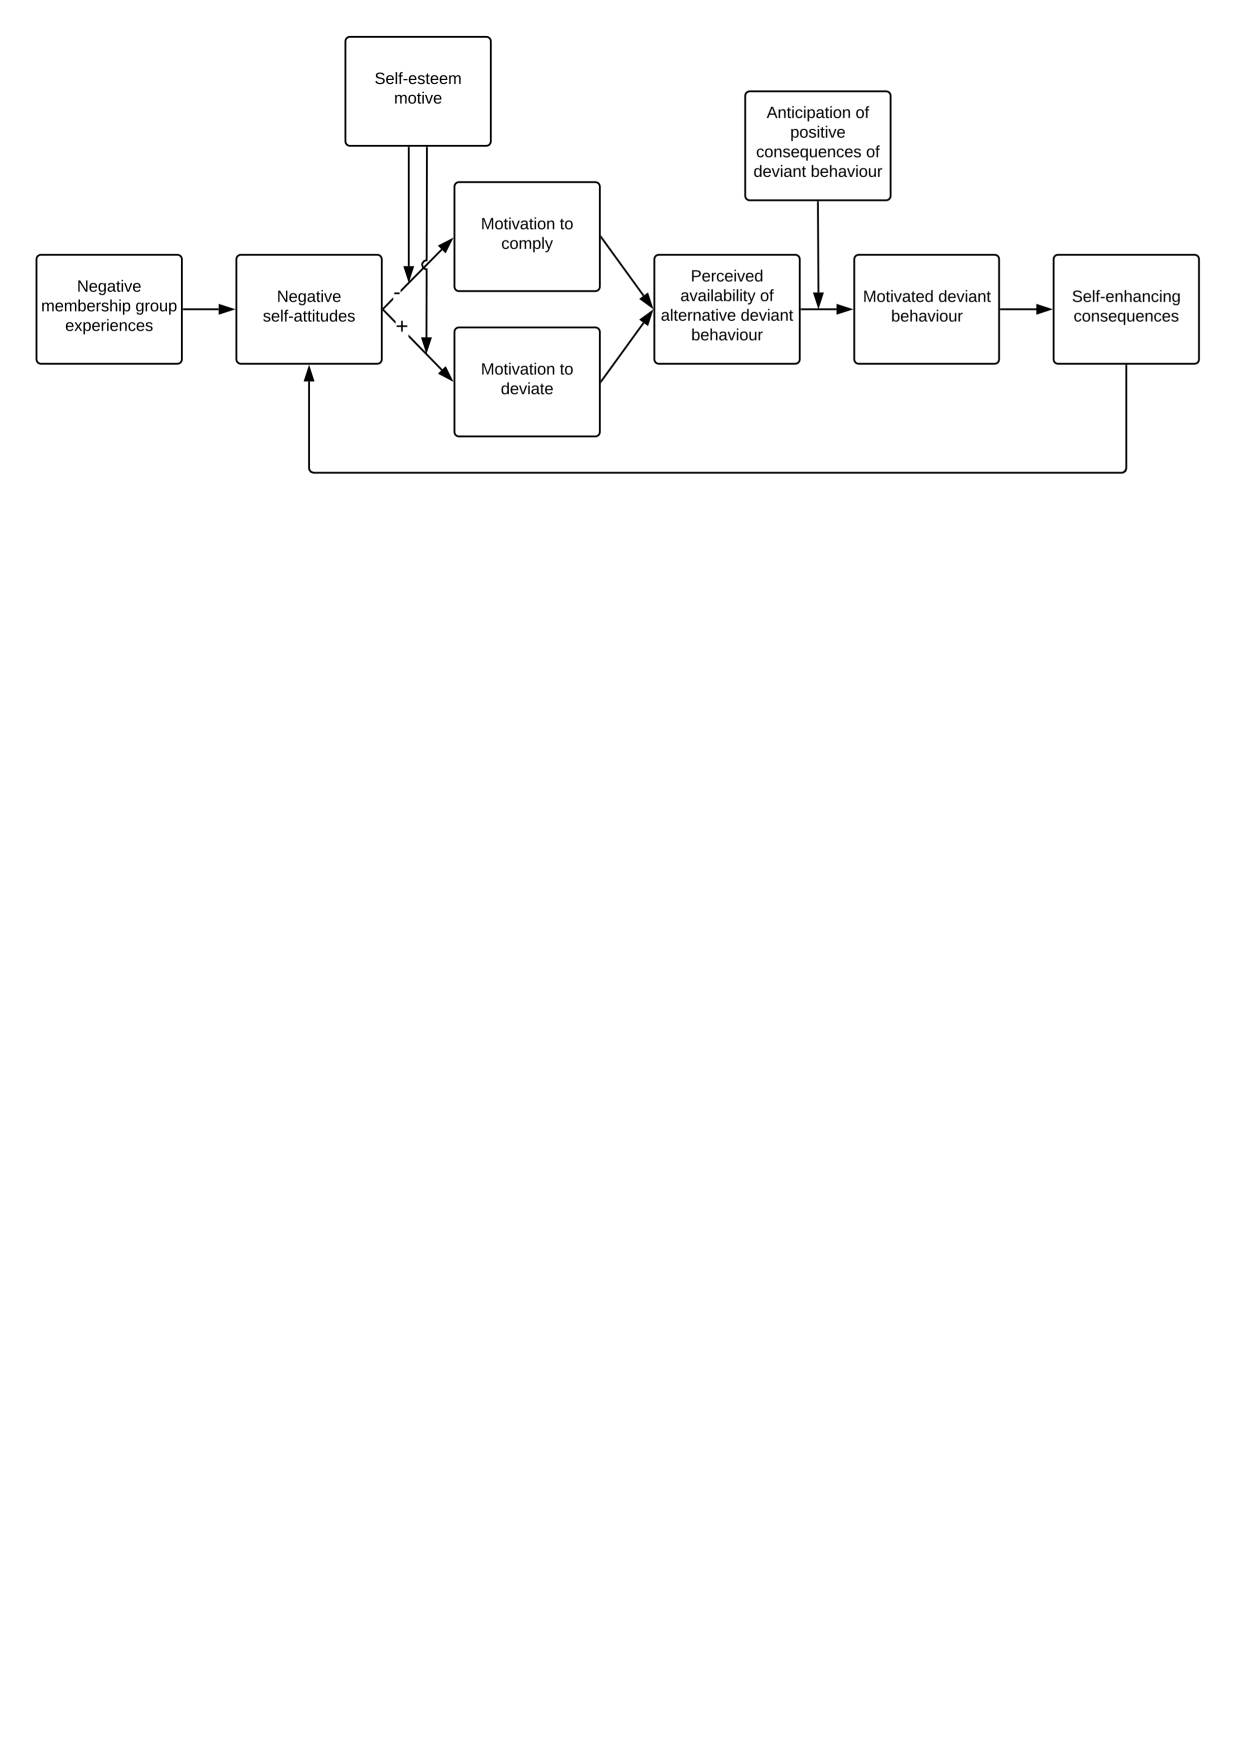 Self-esteem
motive
Anticipation of
positive
consequences of
deviant behaviour
Motivation to
comply
Negative
membership group
experiences
Negative
self-attitudes
-
+
Perceived
availability of
alternative deviant
behaviour
Motivated deviant
behaviour
Self-enhancing
consequences
Motivation to
deviate